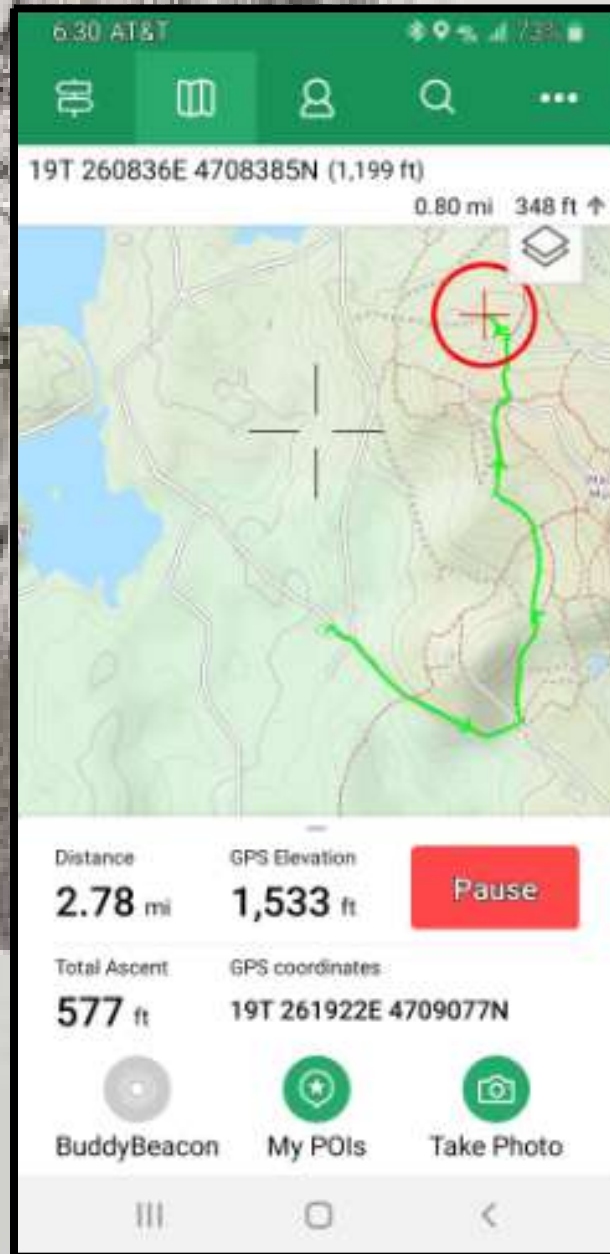 6:30 AT&T 73%
19T 260836E 4708385N (1,199 ft)
0.80 mi 348 ft ↑
Distance
GPS Elevation
2.78 mi
1,533 ft
Pause
Total Ascent
GPS coordinates
577 ft
19T 261922E 4709077N
BuddyBeacon
My POIs
Take Photo